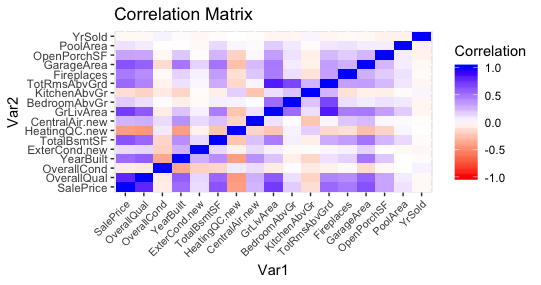 Correlation Matrix
Var2
YrSold
PoolArea
OpenPorchSF
GarageArea
Fireplaces
TotRmsAbvGrd
KitchenAbvGr
BedroomAbvGr
GrLivArea
CentralAir.new
HeatingQC.new
TotalBsmtSF
ExterCond.new
YearBuilt
OverallCond
OverallQual
SalePrice
SalePrice
OverallQual
OverallCond
YearBuilt
ExterCond.new
TotalBsmtSF
HeatingQC.new
CentralAir.new
GrLivArea
BedroomAbvGr
KitchenAbvGr
TotRmsAbvGrd
Fireplaces
GarageArea
OpenPorchSF
PoolArea
YrSold
Var1
Correlation
1.0
0.5
0.0
-0.5
-1.0